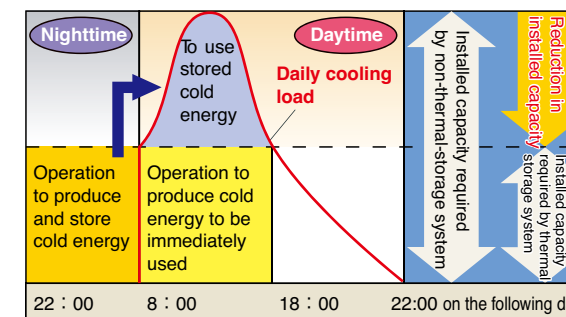 Nighttime
Daytime
To use
stored
cold
energy
Daily cooling
load
Operation
to produce
and store
cold energy
Operation to
produce cold
energy to be
immediately
used
Installed capacity required
by non-thermal-storage system
Reduction in
installed capacity
Installed capacity
required by thermal-
storage system
22:00
8:00
18:00
22:00 on the following d